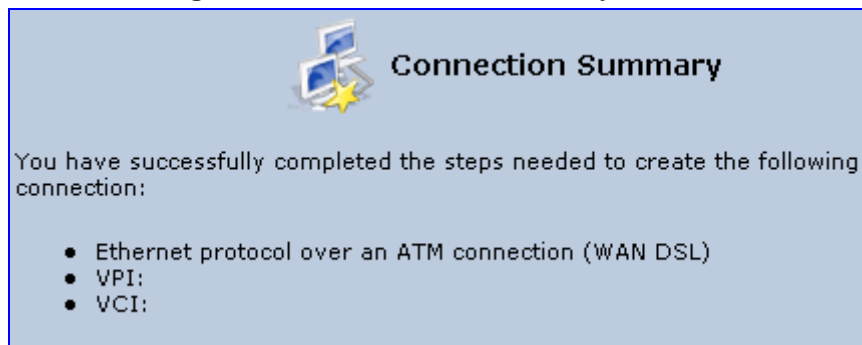 Connection Summary
You have successfully completed the steps needed to create the following
connection:
● Ethernet protocol over an ATM connection (WAN DSL)
● VPI:
● VCI: